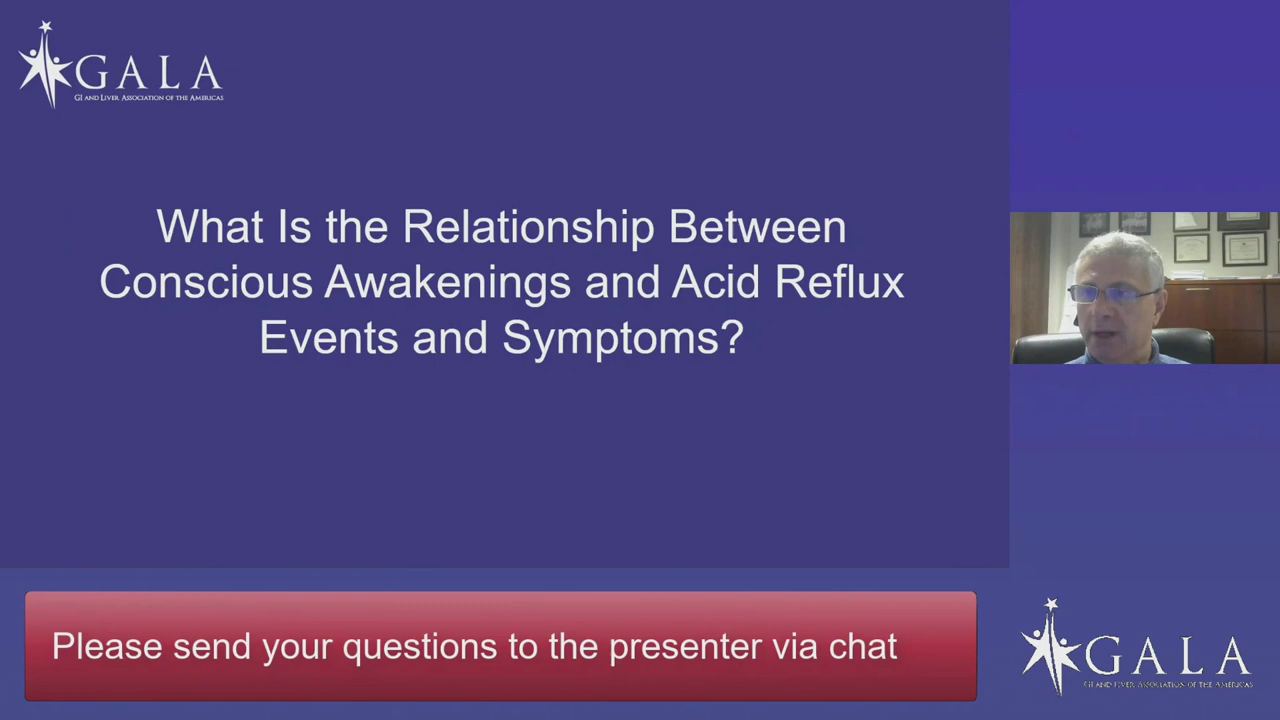 GALA
GI AND LIVER ASSOCIATION OF THE AMERICAS
What Is the Relationship Between
Conscious Awakenings and Acid Reflux
Events and Symptoms?
Please send your questions to the presenter via chat
GALA
GI AND LIVER ASSOCIATION OF THE AMERICAS